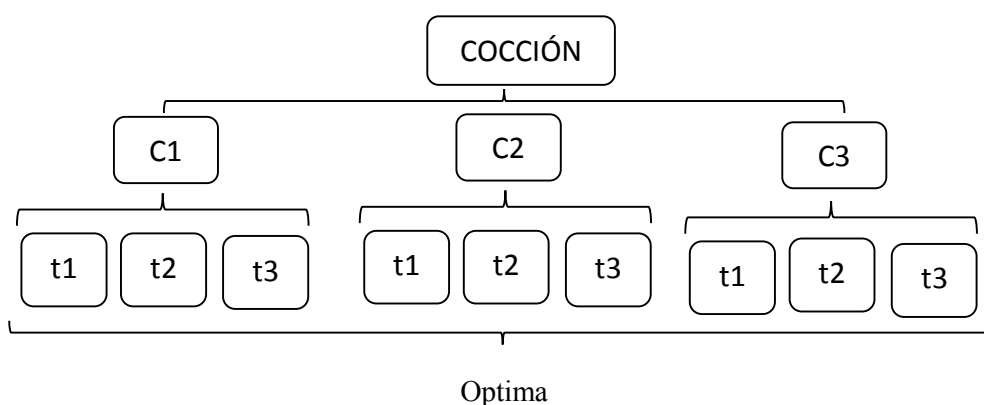 COCCIÓN
C1 C2 C3
t1 t2 t3 t1 t2 t3 t1 t2 t3
Optima